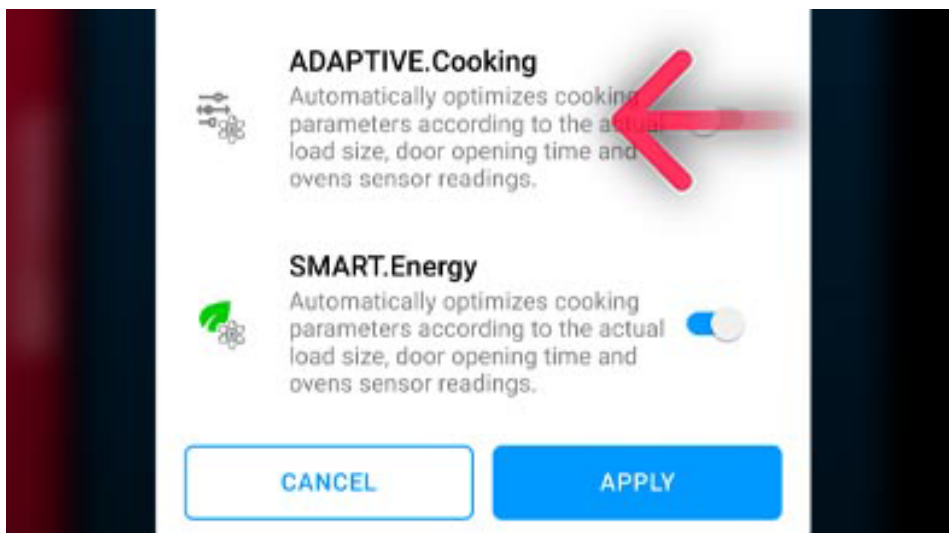 ADAPTIVE.Cooking
Automatically optimizes cooking
parameters according to the actual
load size, door opening time and
ovens sensor readings.
SMART.Energy
Automatically optimizes cooking
parameters according to the actual
load size, door opening time and
ovens sensor readings.
CANCEL
APPLY